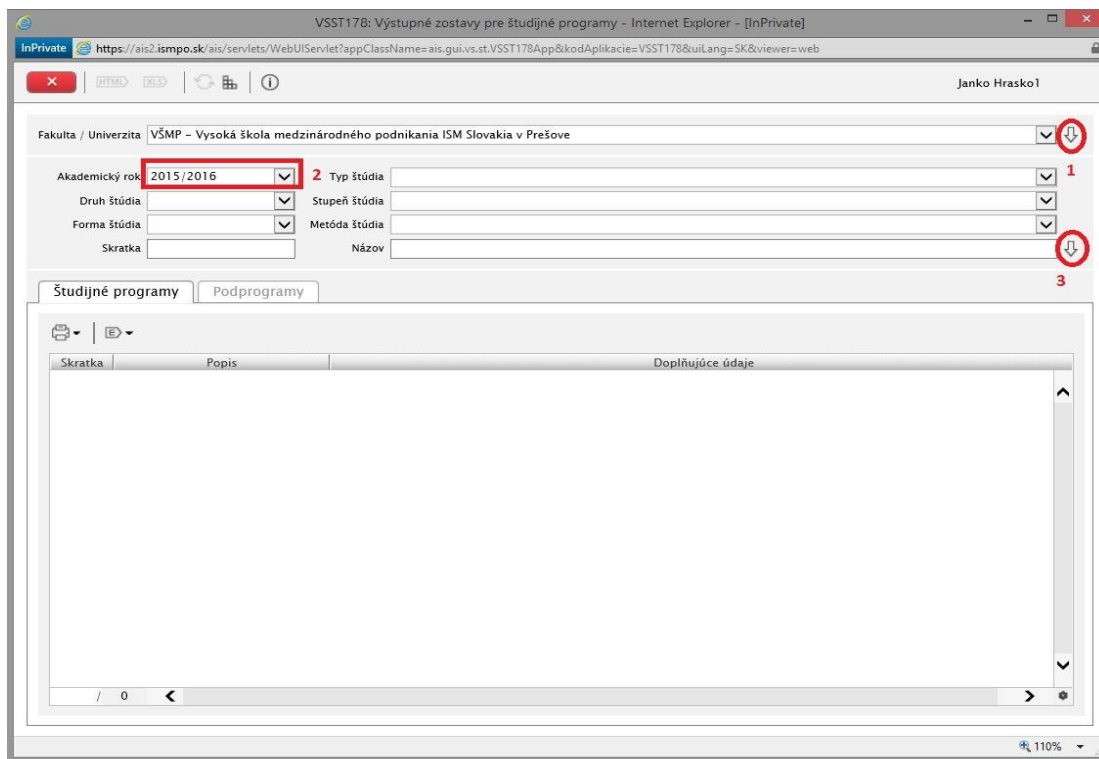 VSST178: Výstupné zostavy pre študijné programy - Internet Explorer - [InPrivate]
InPrivate https://ais2.ismpo.sk/ais/servlets/WebUIServlet?appClassName=ais.gui.vs.st.VSST178App&kodAplikacie=VSST178&uiLang=SK&viewer=web
HTML XLS Janko Hrasko1
Fakulta / Univerzita VŠMP – Vysoká škola medzinárodného podnikania ISM Slovakia v Prešove
1
Akademický rok 2015/2016 2 Typ štúdia
Druh štúdia Stupeň štúdia
Forma štúdia Metóda štúdia
Skratka Názov
3
Študijné programy Podprogramy
E
Skratka Popis Doplňujúce údaje
/ 0
110%